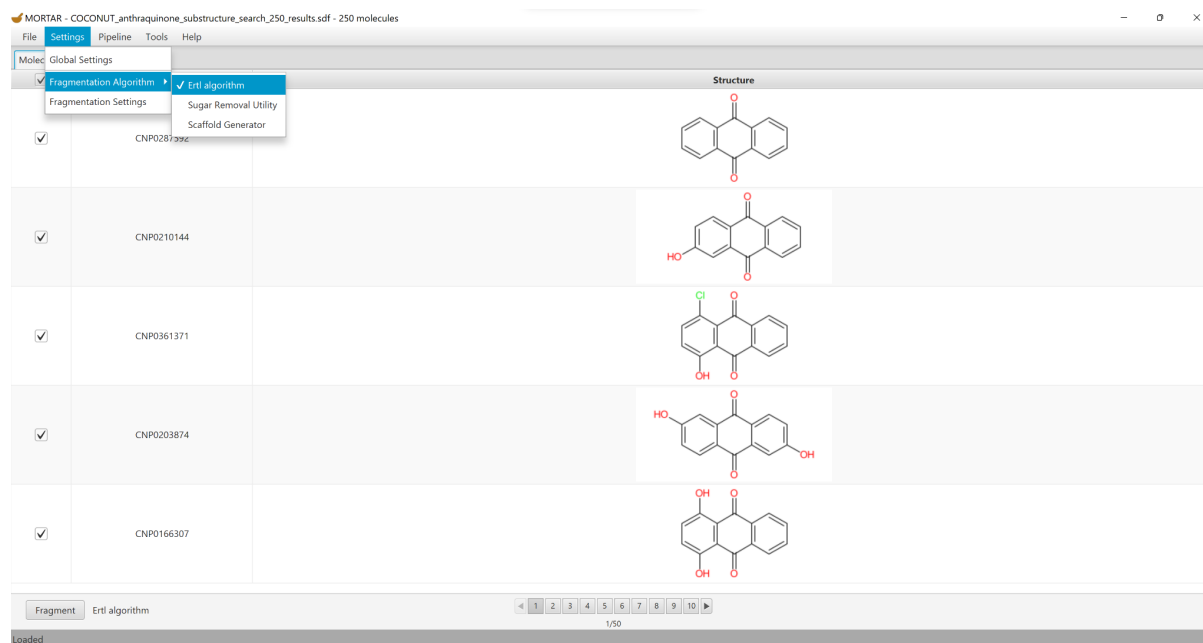 MORTAR - COCONUT_anthraquinone_substructure_search_250_results.sdf - 250 molecules
File Settings Pipeline Tools Help
Molec
Global Settings
Fragmentation Algorithm
Fragmentation Settings
Ertl algorithm
Sugar Removal Utility
Scaffold Generator
Structure
CNP0287592
O
O
CNP0210144
O
HO
O
CNP0361371
Cl O
OH O
CNP0203874
O
HO
OH
O
CNP0166307
OH O
OH O
Fragment Ertl algorithm
1 2 3 4 5 6 7 8 9 10
1/50
Loaded